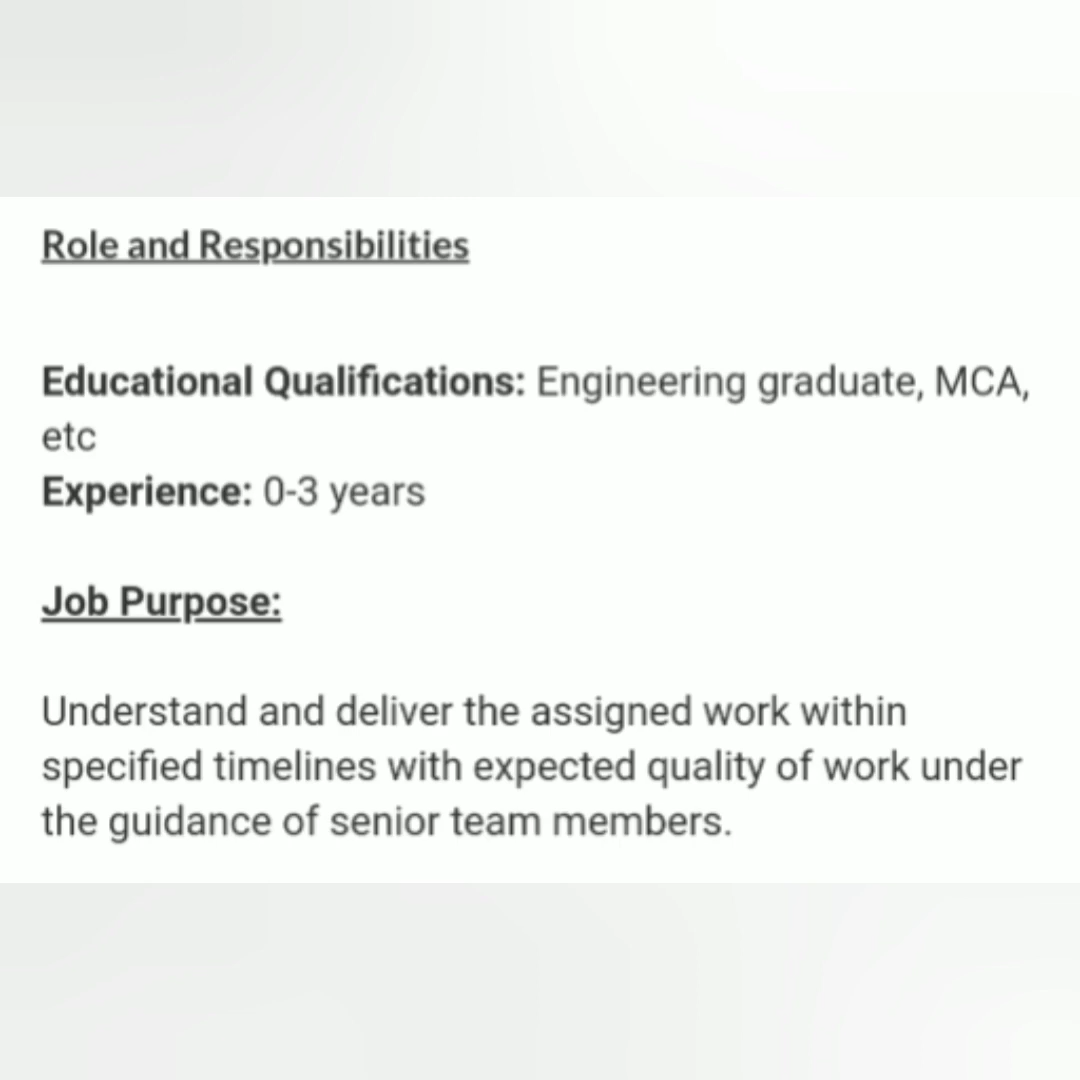 Role and Responsibilities
Educational Qualifications: Engineering graduate, MCA,
etc
Experience: 0-3 years
Job Purpose:
Understand and deliver the assigned work within
specified timelines with expected quality of work under
the guidance of senior team members.